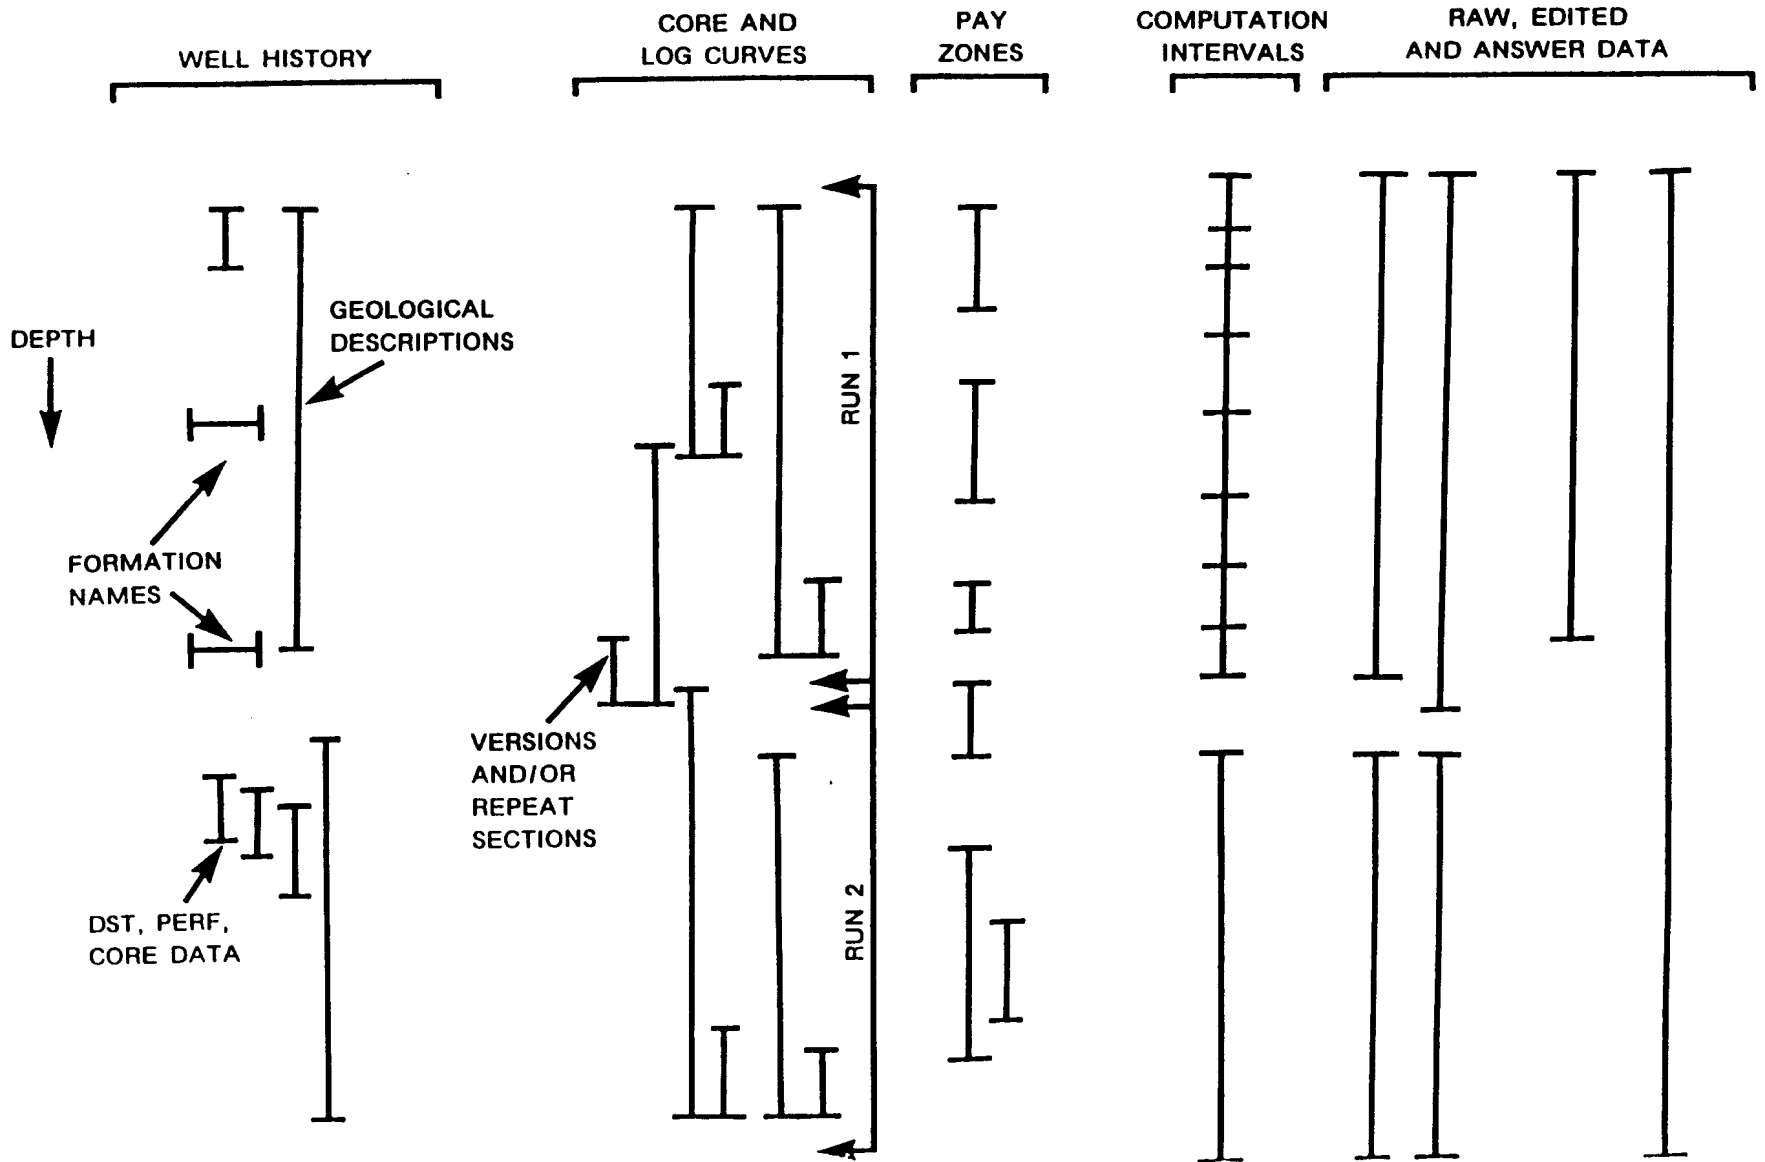 WELL HISTORY
CORE AND
LOG CURVES
PAY
ZONES
COMPUTATION
INTERVALS
RAW, EDITED
AND ANSWER DATA
DEPTH
GEOLOGICAL
DESCRIPTIONS
FORMATION
NAMES
DST, PERF,
CORE DATA
VERSIONS
AND/OR
REPEAT
SECTIONS
RUN 1
RUN 2